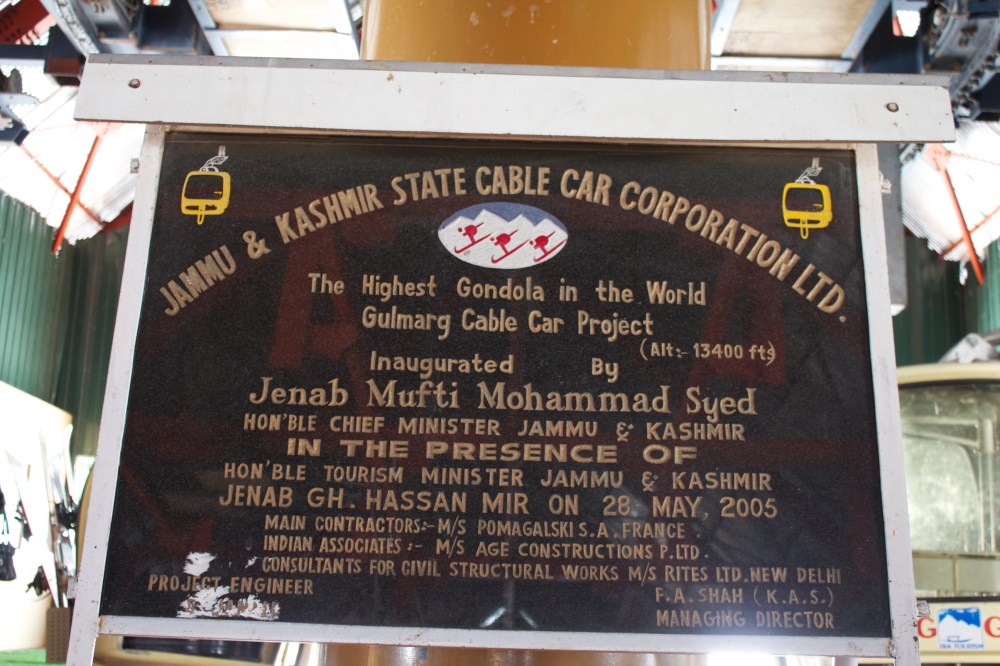 JAMMU & KASHMIR STATE CABLE CAR CORPORATION LTD.
The Highest Gondola in the World
Gulmarg Cable Car Project
(Alt:- 13400 fts)
Inaugurated By
Jenab Mufti Mohammad Syed
HON'BLE CHIEF MINISTER JAMMU & KASHMIR
IN THE PRESENCE OF
HON'BLE TOURISM MINISTER JAMMU & KASHMIR
JENAB GH. HASSAN MIR ON 28 MAY, 2005
MAIN CONTRACTORS:- M/S POMAGALSKI S.A. FRANCE.
INDIAN ASSOCIATES :- M/S AGE CONSTRUCTIONS P.LTD.
CONSULTANTS FOR CIVIL STRUCTURAL WORKS M/S RITES LTD. NEW DELHI
PROJECT ENGINEER
F.A. SHAH (K.A.S.)
MANAGING DIRECTOR
G
G
J&K TOURISM